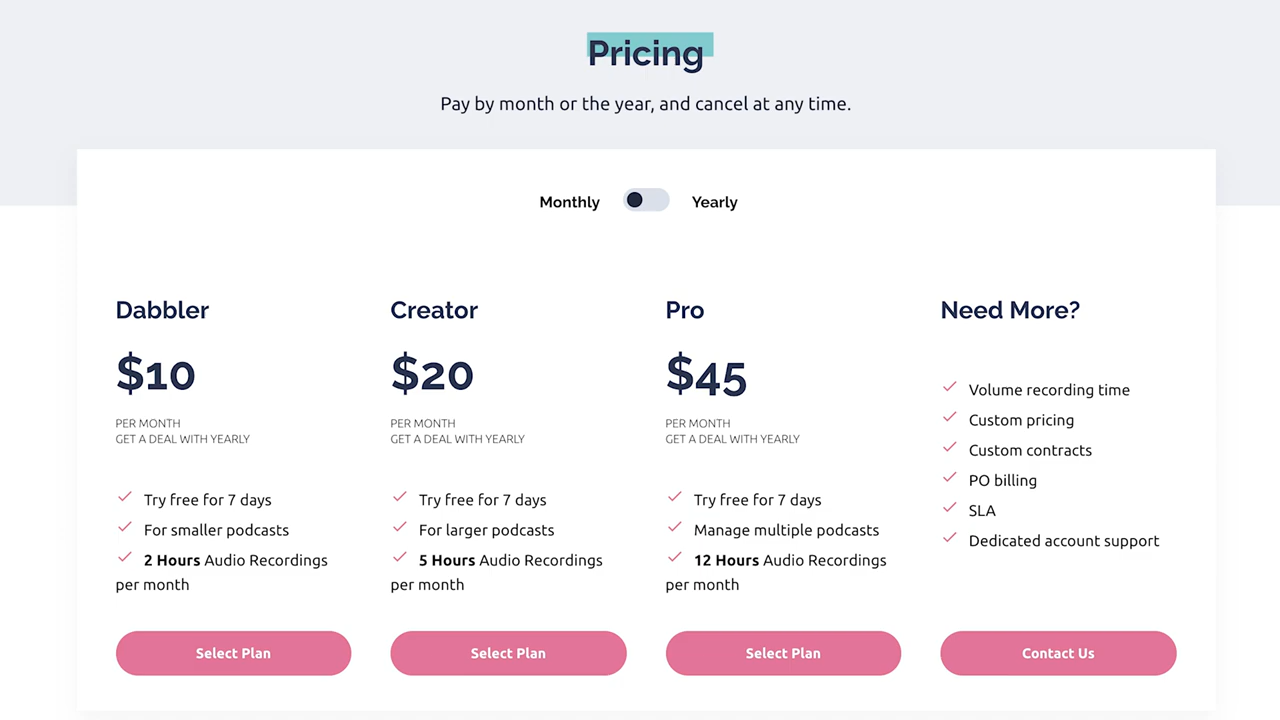 Pricing
Pay by month or the year, and cancel at any time.
Monthly
Yearly
Dabbler
$10
PER MONTH
GET A DEAL WITH YEARLY
Try free for 7 days
For smaller podcasts
2 Hours Audio Recordings
per month
Select Plan
Creator
$20
PER MONTH
GET A DEAL WITH YEARLY
Try free for 7 days
For larger podcasts
5 Hours Audio Recordings
per month
Select Plan
Pro
$45
PER MONTH
GET A DEAL WITH YEARLY
Try free for 7 days
Manage multiple podcasts
12 Hours Audio Recordings
per month
Select Plan
Need More?
Volume recording time
Custom pricing
Custom contracts
PO billing
SLA
Dedicated account support
Contact Us